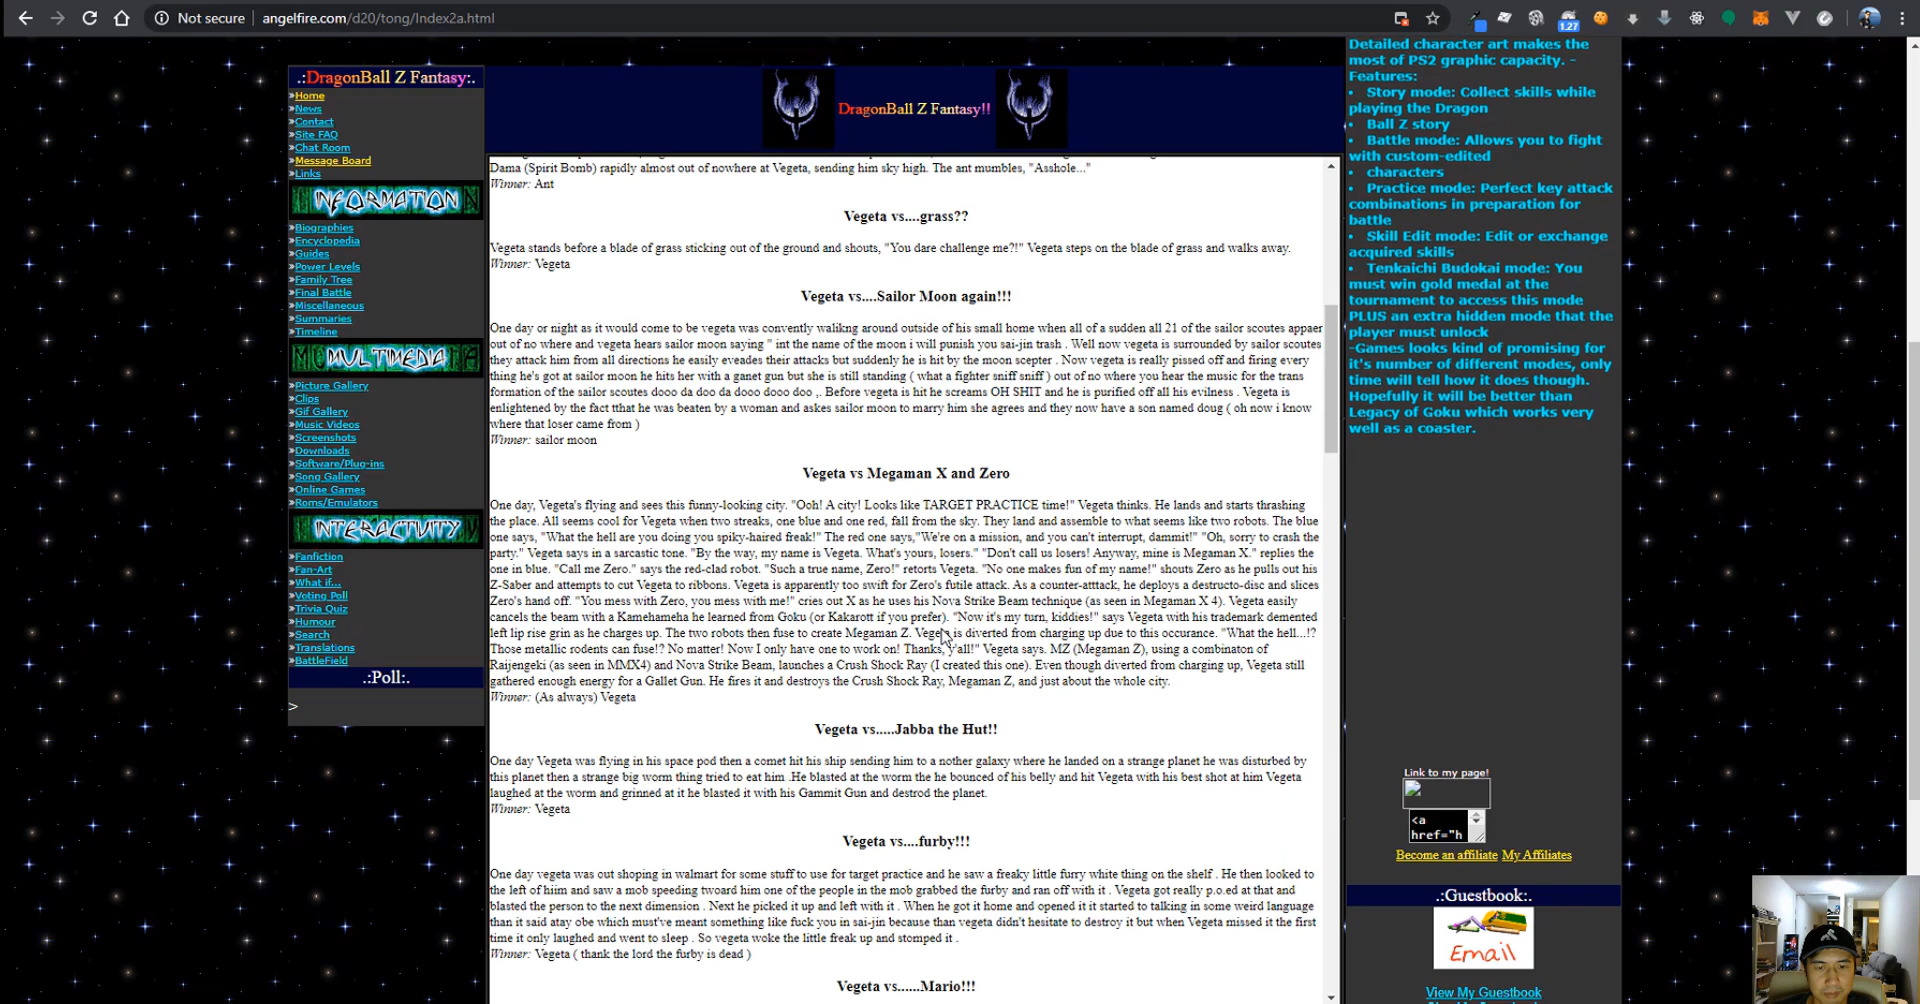 Not secure | angelfire.com/d20/tong/Index2a.html
1.27
.:DragonBall Z Fantasy:.
»Home
»News
»Contact
»Site FAQ
»Chat Room
»Message Board
»Links
INFORMATION
»Biographies
»Encyclopedia
»Guides
»Power Levels
»Family Tree
»Final Battle
»Miscellaneous
»Summaries
»Timeline
MULTIMEDIA
»Picture Gallery
»Clips
»Gif Gallery
»Music Videos
»Screenshots
»Downloads
»Software/Plug-ins
»Song Gallery
»Online Games
»Roms/Emulators
INTERACTIVITY
»Fanfiction
»Fan-Art
»What if...
»Voting Poll
»Trivia Quiz
»Humour
»Search
»Translations
»BattleField
.:Poll:.
>
DragonBall Z Fantasy!!
Dama (Spirit Bomb) rapidly almost out of nowhere at Vegeta, sending him sky high. The ant mumbles, "Asshole..."
Winner: Ant
Vegeta vs....grass??
Vegeta stands before a blade of grass sticking out of the ground and shouts, "You dare challenge me?!" Vegeta steps on the blade of grass and walks away.
Winner: Vegeta
Vegeta vs....Sailor Moon again!!!
One day or night as it would come to be vegeta was convently walikng around outside of his small home when all of a sudden all 21 of the sailor scoutes appaer
out of no where and vegeta hears sailor moon saying " int the name of the moon i will punish you sai-jin trash . Well now vegeta is surrounded by sailor scoutes
they attack him from all directions he easily eveades their attacks but suddenly he is hit by the moon scepter . Now vegeta is really pissed off and firing every
thing he's got at sailor moon he hits her with a ganet gun but she is still standing ( what a fighter sniff sniff ) out of no where you hear the music for the trans
formation of the sailor scoutes dooo da doo da dooo dooo doo ,. Before vegeta is hit he screams OH SHIT and he is purified off all his evilness . Vegeta is
enlightened by the fact tthat he was beaten by a woman and askes sailor moon to marry him she agrees and they now have a son named doug ( oh now i know
where that loser came from )
Winner: sailor moon
Vegeta vs Megaman X and Zero
One day, Vegeta's flying and sees this funny-looking city. "Ooh! A city! Looks like TARGET PRACTICE time!" Vegeta thinks. He lands and starts thrashing
the place. All seems cool for Vegeta when two streaks, one blue and one red, fall from the sky. They land and assemble to what seems like two robots. The blue
one says, "What the hell are you doing you spiky-haired freak!" The red one says,"We're on a mission, and you can't interrupt, dammit!" "Oh, sorry to crash the
party." Vegeta says in a sarcastic tone. "By the way, my name is Vegeta. What's yours, losers." "Don't call us losers! Anyway, mine is Megaman X." replies the
one in blue. "Call me Zero." says the red-clad robot. "Such a true name, Zero!" retorts Vegeta. "No one makes fun of my name!" shouts Zero as he pulls out his
Z-Saber and attempts to cut Vegeta to ribbons. Vegeta is apparently too swift for Zero's futile attack. As a counter-atttack, he deploys a destructo-disc and slices
Zero's hand off. "You mess with Zero, you mess with me!" cries out X as he uses his Nova Strike Beam technique (as seen in Megaman X 4). Vegeta easily
cancels the beam with a Kamehameha he learned from Goku (or Kakarott if you prefer). "Now it's my turn, kiddies!" says Vegeta with his trademark demented
left lip rise grin as he charges up. The two robots then fuse to create Megaman Z. Vegeta is diverted from charging up due to this occurance. "What the hell...!?
Those metallic rodents can fuse!? No matter! Now I only have one to work on! Thanks, y'all!" Vegeta says. MZ (Megaman Z), using a combinaton of
Raijengeki (as seen in MMX4) and Nova Strike Beam, launches a Crush Shock Ray (I created this one). Even though diverted from charging up, Vegeta still
gathered enough energy for a Gallet Gun. He fires it and destroys the Crush Shock Ray, Megaman Z, and just about the whole city.
Winner: (As always) Vegeta
Vegeta vs.....Jabba the Hut!!
One day Vegeta was flying in his space pod then a comet hit his ship sending him to a nother galaxy where he landed on a strange planet he was disturbed by
this planet then a strange big worm thing tried to eat him .He blasted at the worm the he bounced of his belly and hit Vegeta with his best shot at him Vegeta
laughed at the worm and grinned at it he blasted it with his Gammit Gun and destrod the planet.
Winner: Vegeta
Vegeta vs....furby!!!
One day vegeta was out shoping in walmart for some stuff to use for target practice and he saw a freaky little furry white thing on the shelf . He then looked to
the left of hiim and saw a mob speeding twoard him one of the people in the mob grabbed the furby and ran off with it . Vegeta got really p.o.ed at that and
blasted the person to the next dimension . Next he picked it up and left with it . When he got it home and opened it it started to talking in some weird language
than it said atay obe which must've meant something like fuck you in sai-jin because than vegeta didn't hesitate to destroy it but when Vegeta missed it the first
time it only laughed and went to sleep . So vegeta woke the little freak up and stomped it .
Winner: Vegeta ( thank the lord the furby is dead )
Vegeta vs......Mario!!!
Detailed character art makes the
most of PS2 graphic capacity. -
Features:
• Story mode: Collect skills while
playing the Dragon
• Ball Z story
• Battle mode: Allows you to fight
with custom-edited
• characters
• Practice mode: Perfect key attack
combinations in preparation for
battle
• Skill Edit mode: Edit or exchange
acquired skills
• Tenkaichi Budokai mode: You
must win gold medal at the
tournament to access this mode
PLUS an extra hidden mode that the
player must unlock
-Games looks kind of promising for
it's number of different modes, only
time will tell how it does though.
Hopefully it will be better than
Legacy of Goku which works very
well as a coaster.
Link to my page!
<a
href="h
Become an affiliate My Affiliates
.:Guestbook:.
Email
View My Guestbook